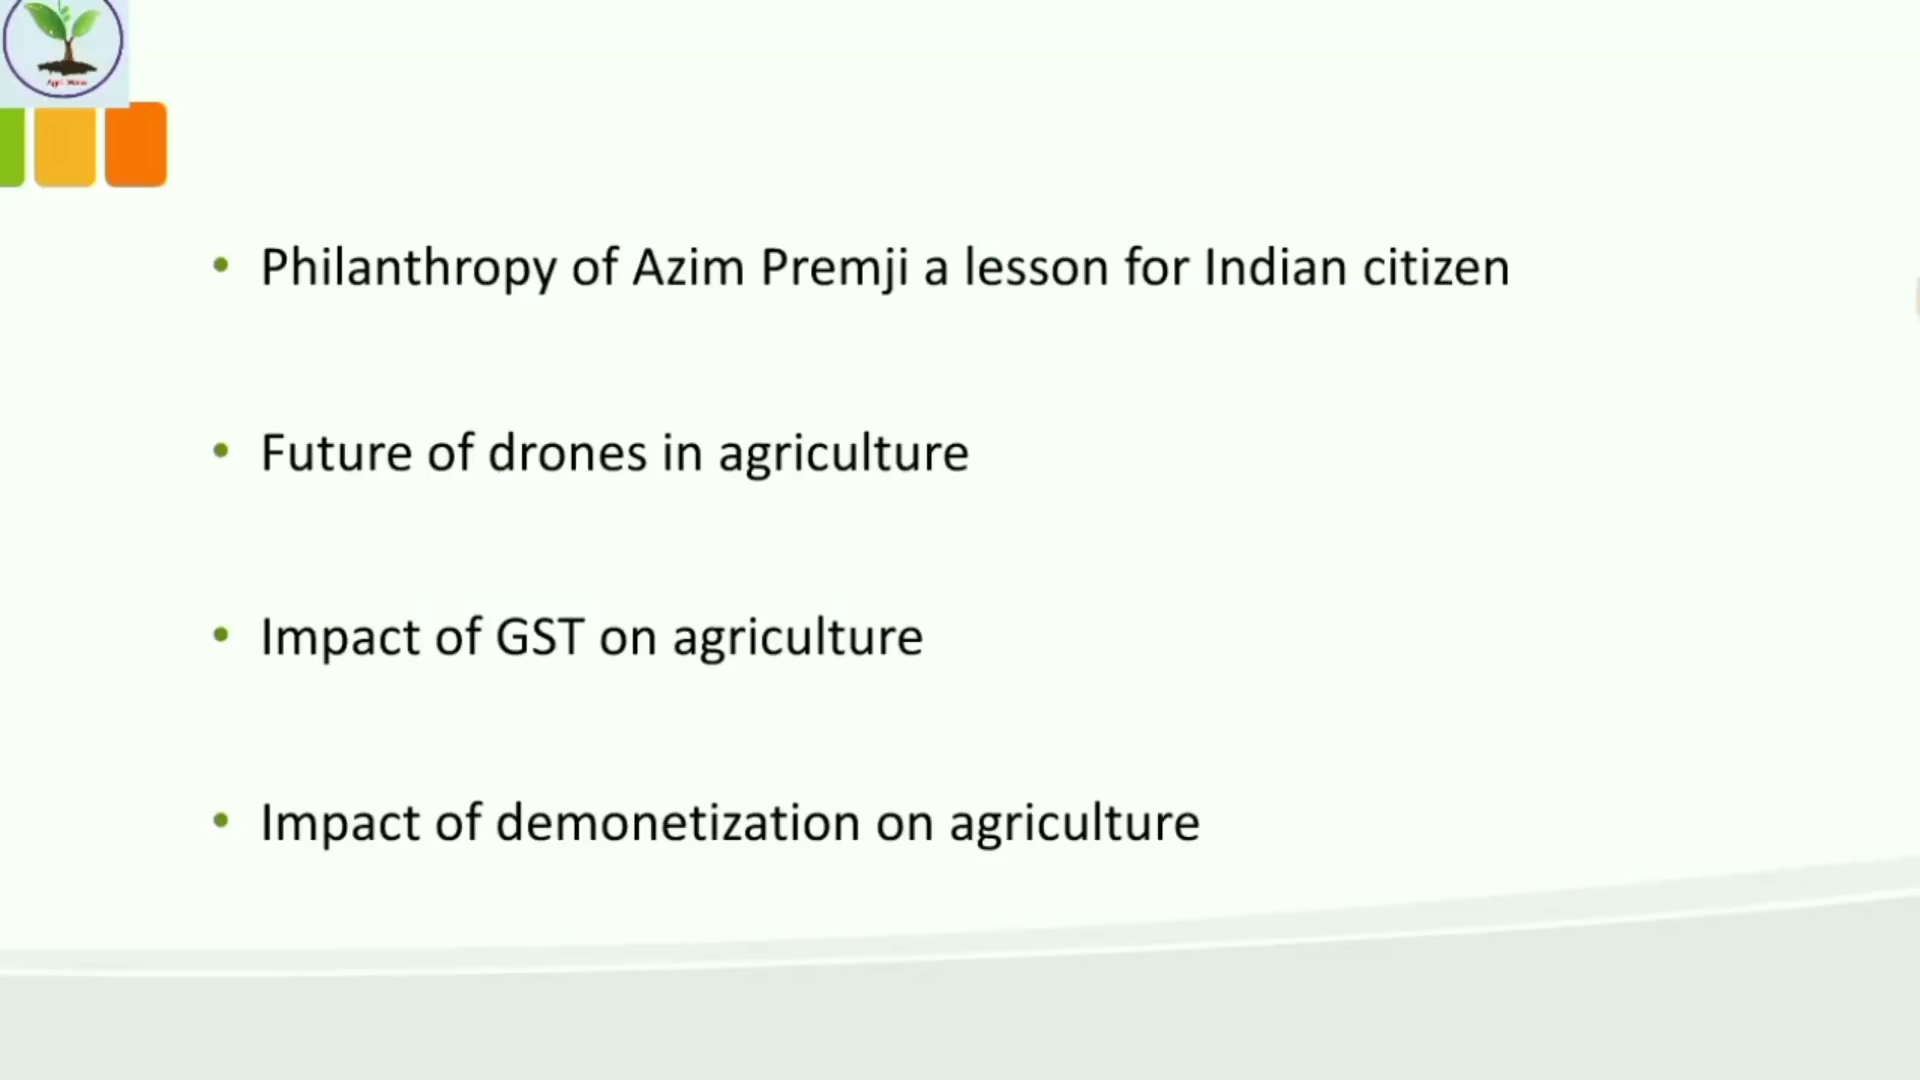 Philanthropy of Azim Premji a lesson for Indian citizen
Future of drones in agriculture
Impact of GST on agriculture
Impact of demonetization on agriculture